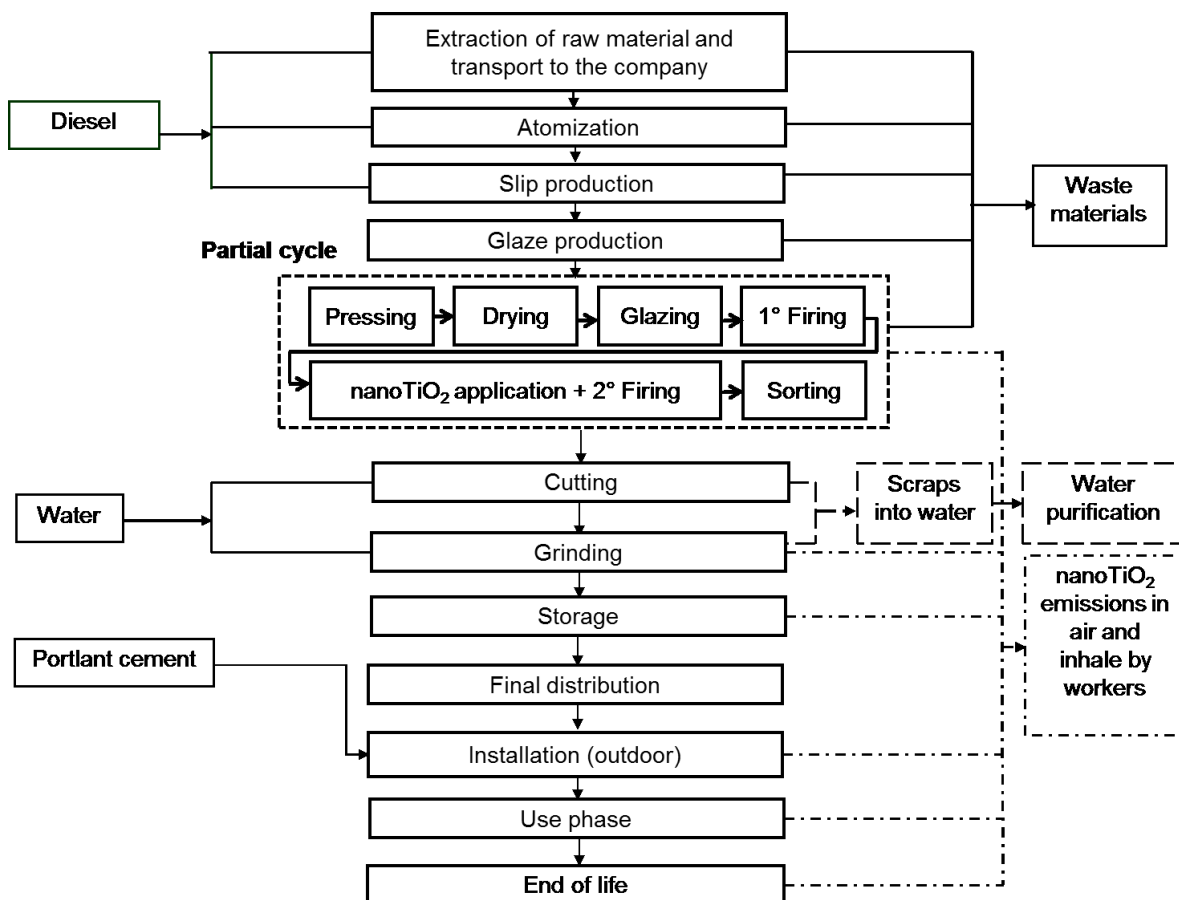 Extraction of raw material and
transport to the company
Diesel
Atomization
Slip production
Waste
materials
Glaze production
Partial cycle
Pressing
Drying
Glazing
1° Firing
nanoTiO₂ application + 2° Firing
Sorting
Cutting
Scraps
into water
Water
purification
Water
Grinding
nanoTiO₂
emissions in
air and
inhale by
workers
Storage
Portlant cement
Final distribution
Installation (outdoor)
Use phase
End of life